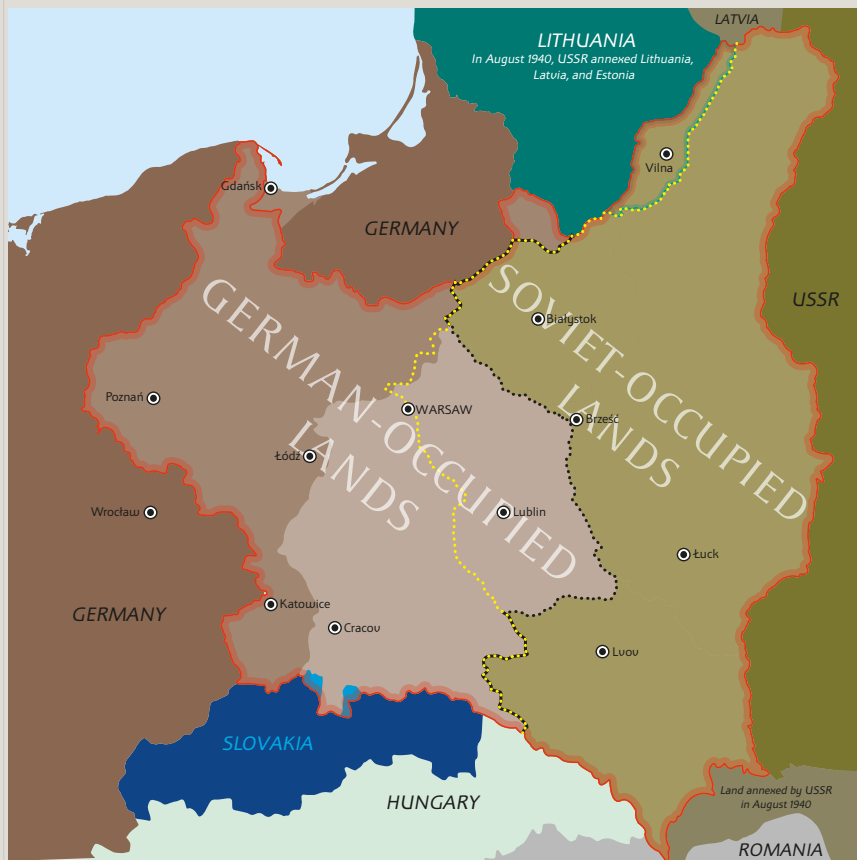 LATVIA
LITHUANIA
In August 1940, USSR annexed Lithuania,
Latvia, and Estonia
Vilna
Gdańsk
GERMANY
USSR
GERMAN-OCCUPIED
LANDS
SOVIET-OCCUPIED
LANDS
Białystok
Poznań
WARSAW
Brześć
Łódź
Wrocław
Lublin
Łuck
GERMANY
Katowice
Cracow
Lvov
SLOVAKIA
HUNGARY
Land annexed by USSR
in August 1940
ROMANIA